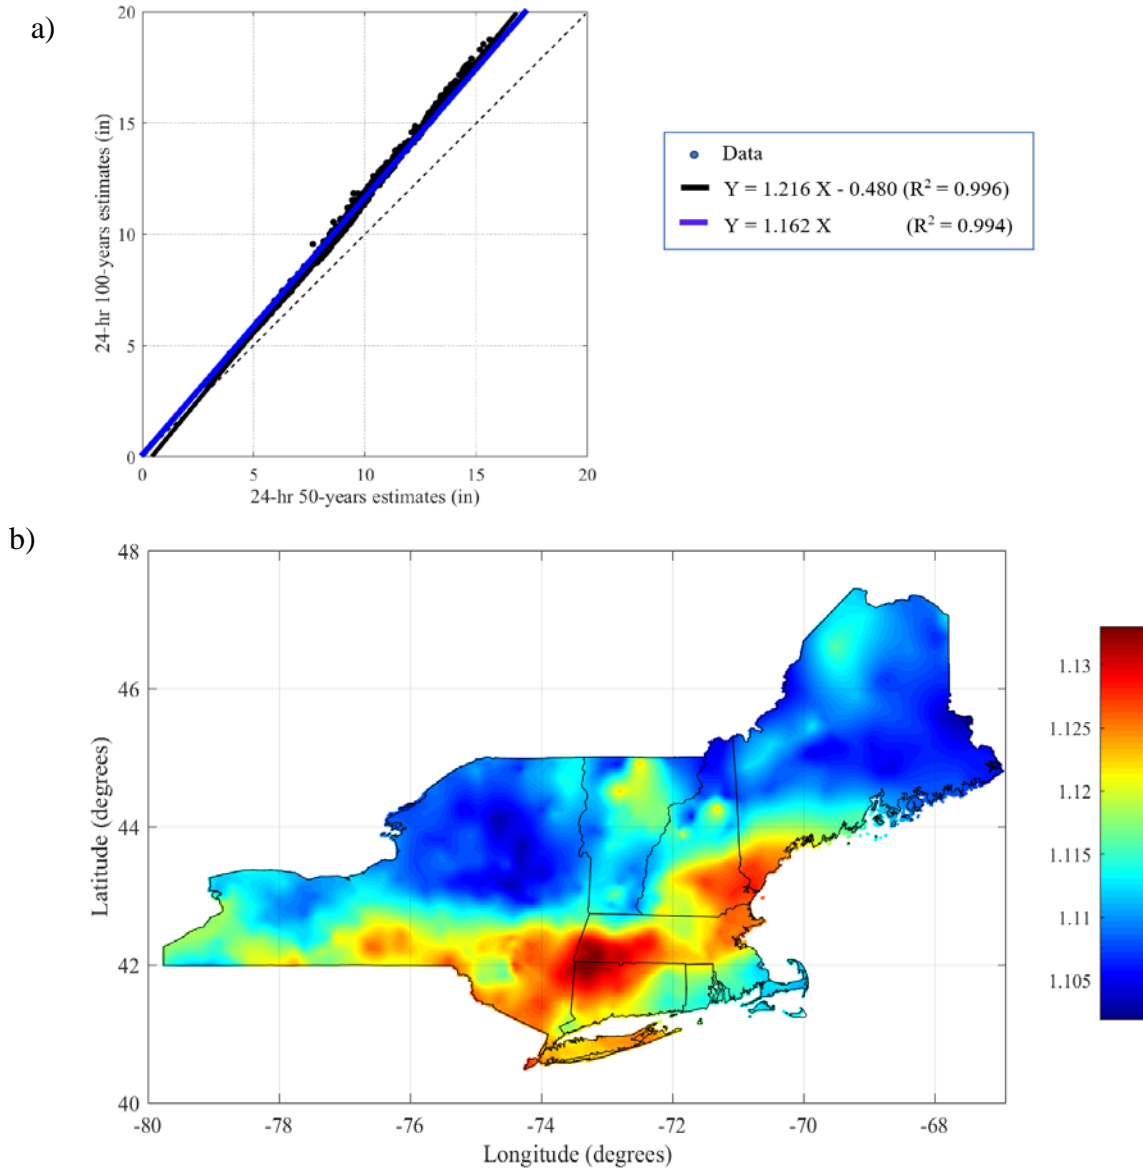 a)
20
15
10
5
0
24-hr 100-years estimates (in)
0 5 10 15 20
24-hr 50-years estimates (in)
Data
Y = 1.216 X - 0.480 (R² = 0.996)
Y = 1.162 X (R² = 0.994)
b)
48
46
44
42
40
Latitude (degrees)
-80 -78 -76 -74 -72 -70 -68
Longitude (degrees)
1.13
1.125
1.12
1.115
1.11
1.105